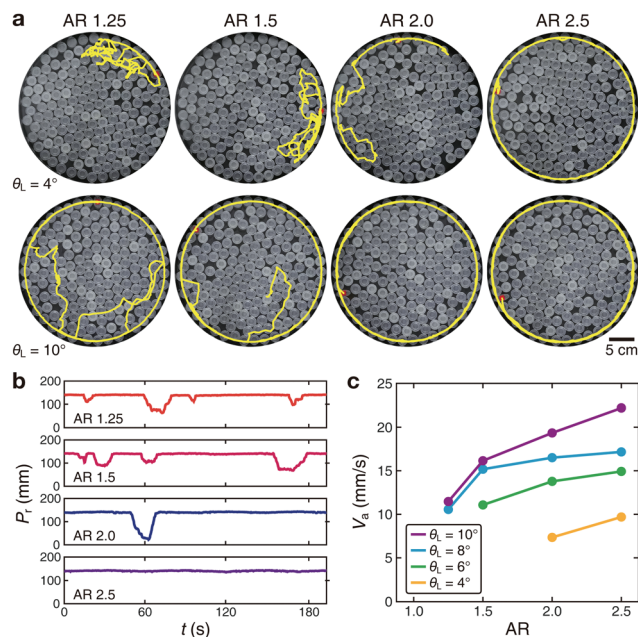 a
AR 1.25 AR 1.5 AR 2.0 AR 2.5
θL = 4°
θL = 10°
5 cm
b
200
100
0
AR 1.25
200
100
0
AR 1.5
200
100
0
AR 2.0
200
100
0
AR 2.5
Pr (mm)
0 60 120 180
t (s)
c
25
20
15
10
5
0
Va (mm/s)
θL = 10°
θL = 8°
θL = 6°
θL = 4°
1.0 1.5 2.0 2.5
AR